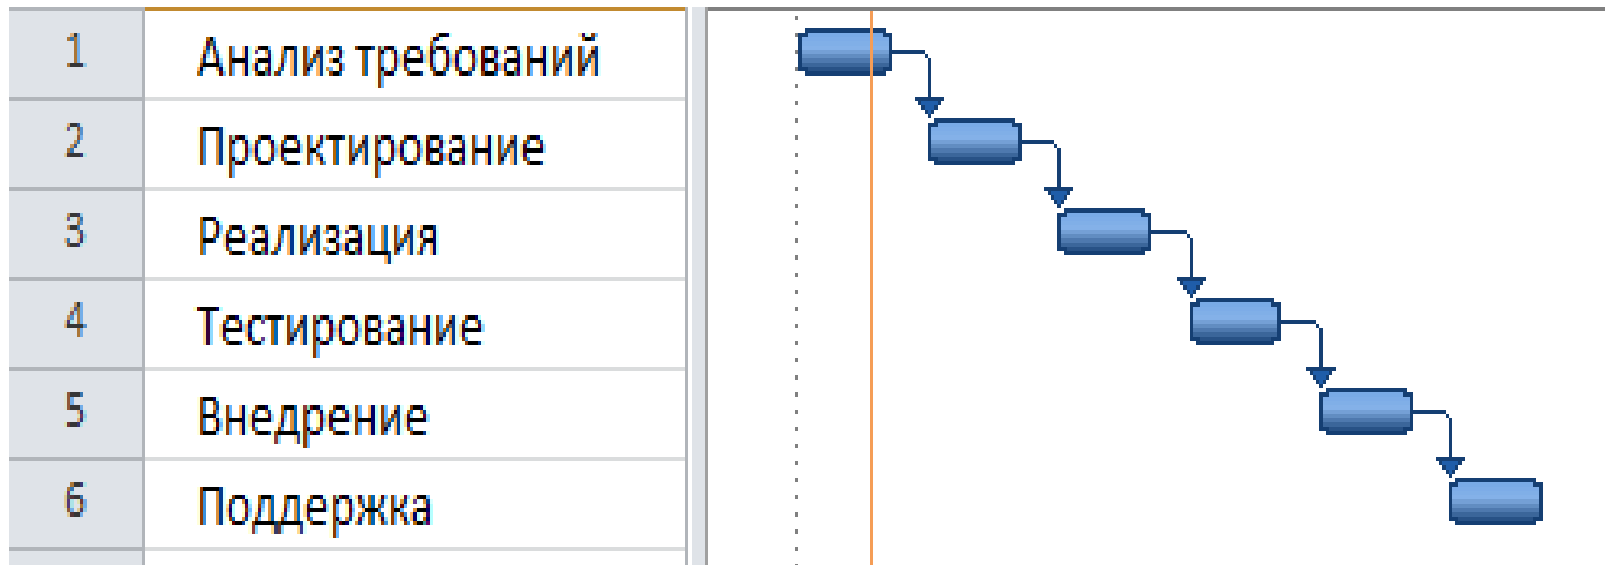 1 Анализ требований
2 Проектирование
3 Реализация
4 Тестирование
5 Внедрение
6 Поддержка